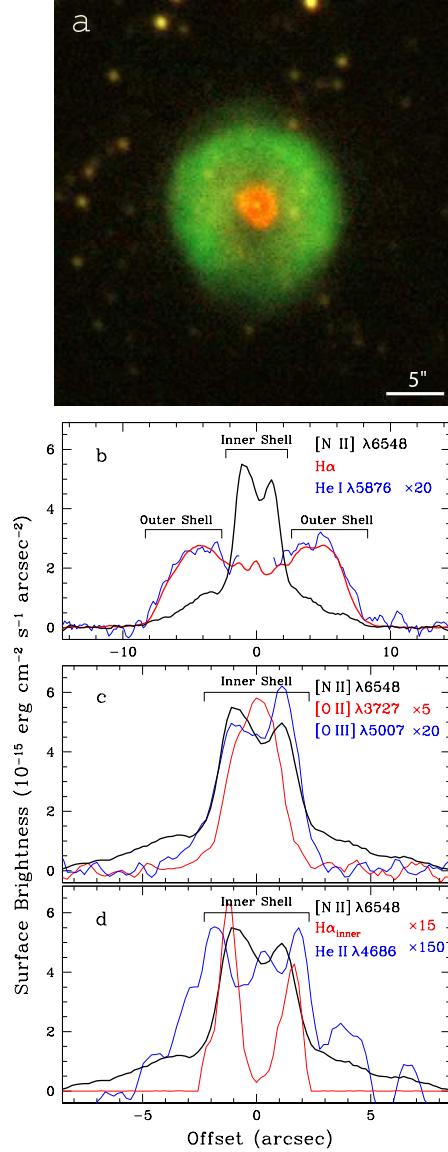 a
5"
Surface Brightness (10⁻¹⁵ erg cm⁻² s⁻¹ arcsec⁻²)
b
Inner Shell
[N II] λ6548
Hα
He I λ5876 ×20
Outer Shell Outer Shell
6
4
2
0
−10 0 10
c
Inner Shell
[N II] λ6548
[O II] λ3727 ×5
[O III] λ5007 ×20
6
4
2
0
d
Inner Shell
[N II] λ6548
Hαinner ×15
He II λ4686 ×150
6
4
2
0
−5 0 5
Offset (arcsec)